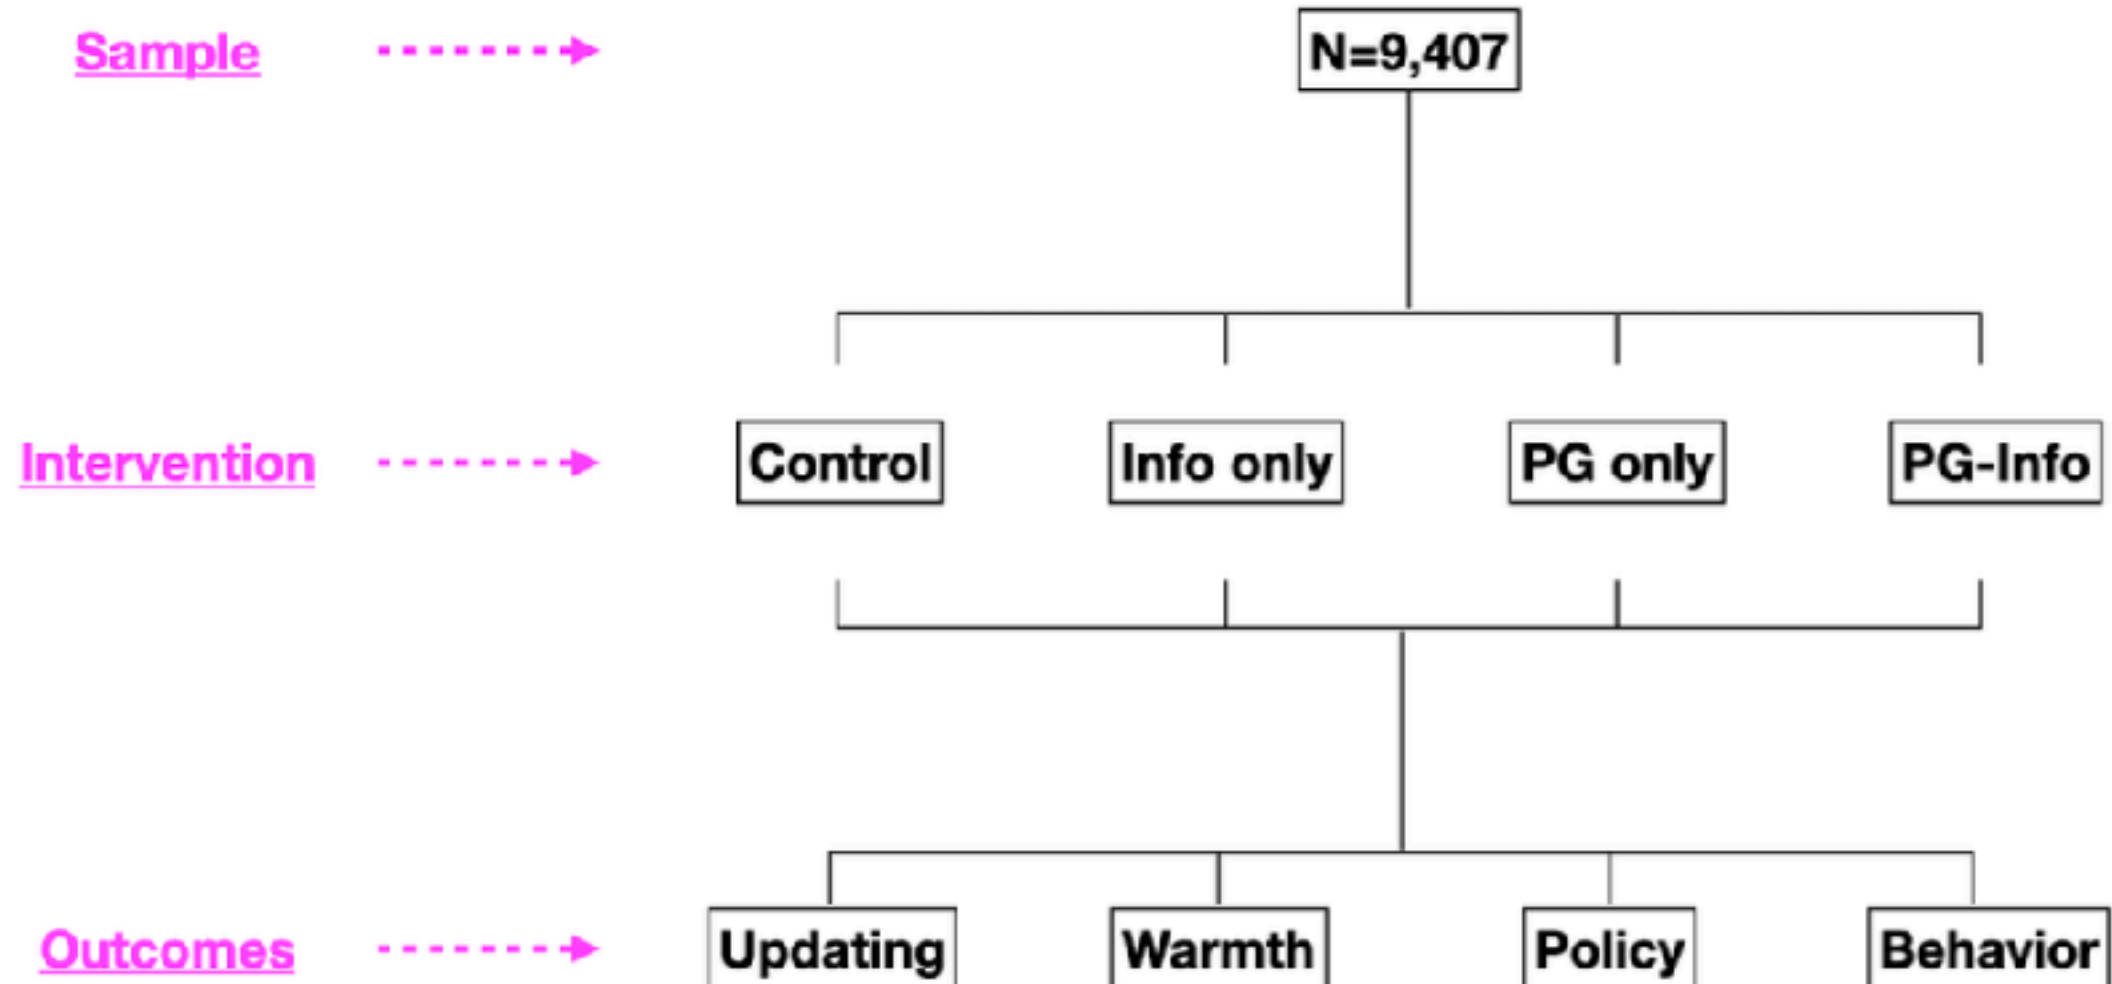 Sample
N=9,407
Intervention
Control
Info only
PG only
PG-Info
Outcomes
Updating
Warmth
Policy
Behavior